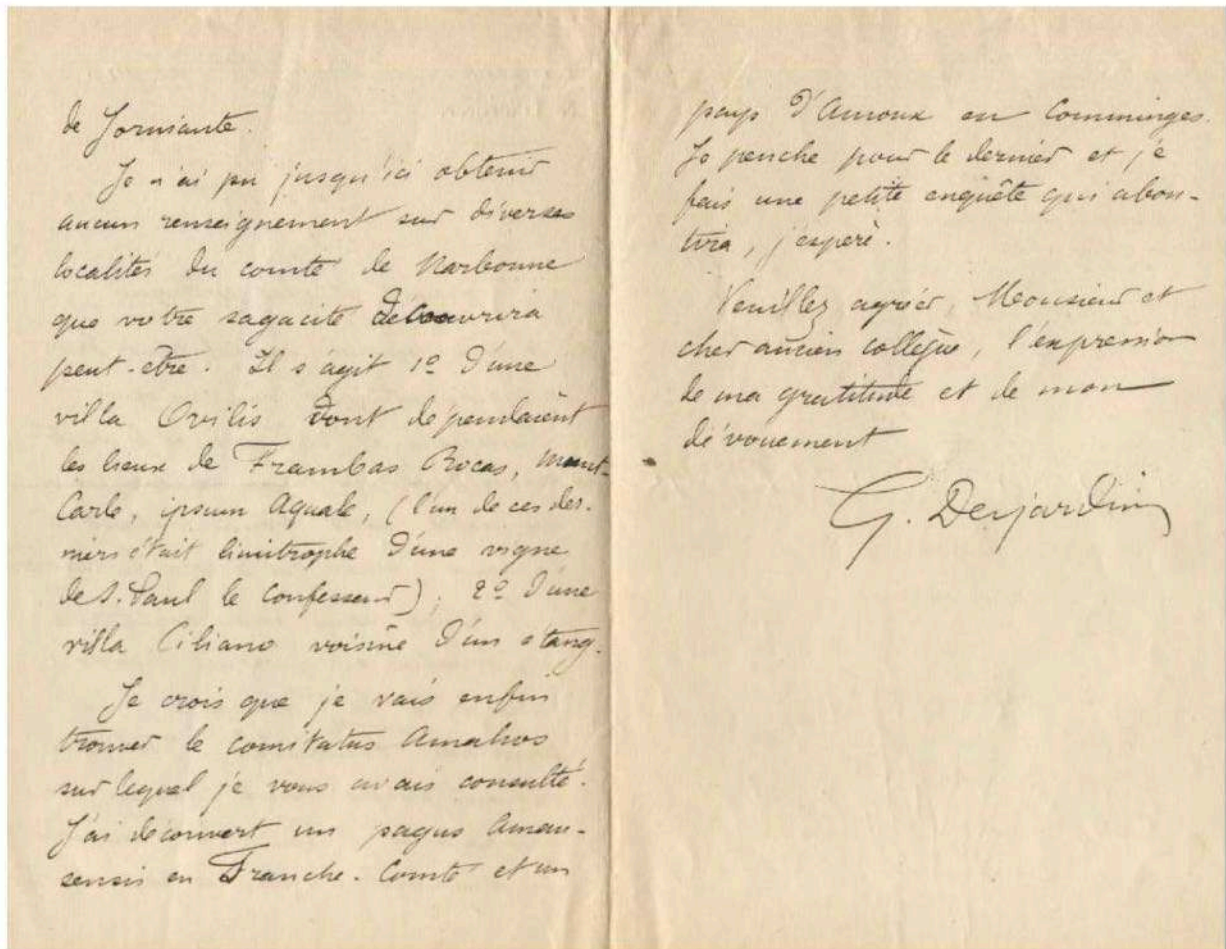 de Jorniante.
Je n'ai pu jusqu'ici obtenir
aucun renseignement sur diverses
localités du comté de Narbonne
que votre sagacité découvrira
peut-être. Il s'agit 1º d'une
villa Ovilis dont dépendaient
les lieux de Frambas Rocas, Mont-
Carle, ipsum Aquale, (l'un de ces der-
niers était limitrophe d'une vigne
de S. Paul le Confesseur); 2º d'une
villa Ciliano voisine d'un étang.
Je crois que je vais enfin
trouver le comitatus Amahos
sur lequel je vous avais consulté.
J'ai découvert un pagus Amau-
sensis en Franche-Comté et un
pays d'Amoux en Comminges.
Je penche pour le dernier et je
fais une petite enquête qui abou-
tira, j'espère.
Veuillez agréer, Monsieur et
cher ancien collègue, l'expression
de ma gratitude et de mon
dévouement
G. Desjardins